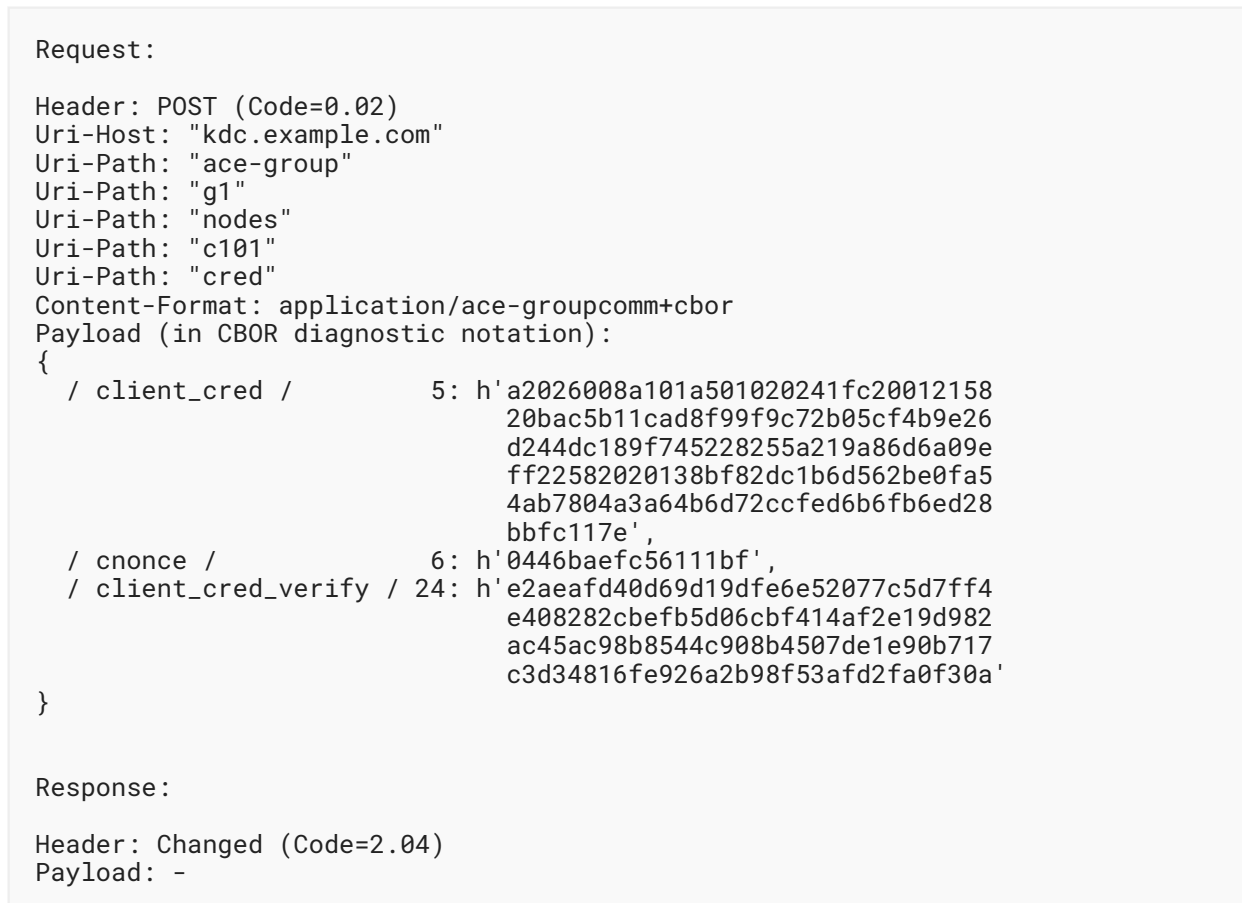 Request:
Header: POST (Code=0.02)
Uri-Host: "kdc.example.com"
Uri-Path: "ace-group"
Uri-Path: "g1"
Uri-Path: "nodes"
Uri-Path: "c101"
Uri-Path: "cred"
Content-Format: application/ace-groupcomm+cbor
Payload (in CBOR diagnostic notation):
{
  / client_cred /         5: h'a2026008a101a501020241fc20012158
                               20bac5b11cad8f99f9c72b05cf4b9e26
                               d244dc189f745228255a219a86d6a09e
                               ff22582020138bf82dc1b6d562be0fa5
                               4ab7804a3a64b6d72ccfed6b6fb6ed28
                               bbfc117e',
  / cnonce /              6: h'0446baefc56111bf',
  / client_cred_verify / 24: h'e2aeafd40d69d19dfe6e52077c5d7ff4
                               e408282cbefb5d06cbf414af2e19d982
                               ac45ac98b8544c908b4507de1e90b717
                               c3d34816fe926a2b98f53afd2fa0f30a'
}
Response:
Header: Changed (Code=2.04)
Payload: -